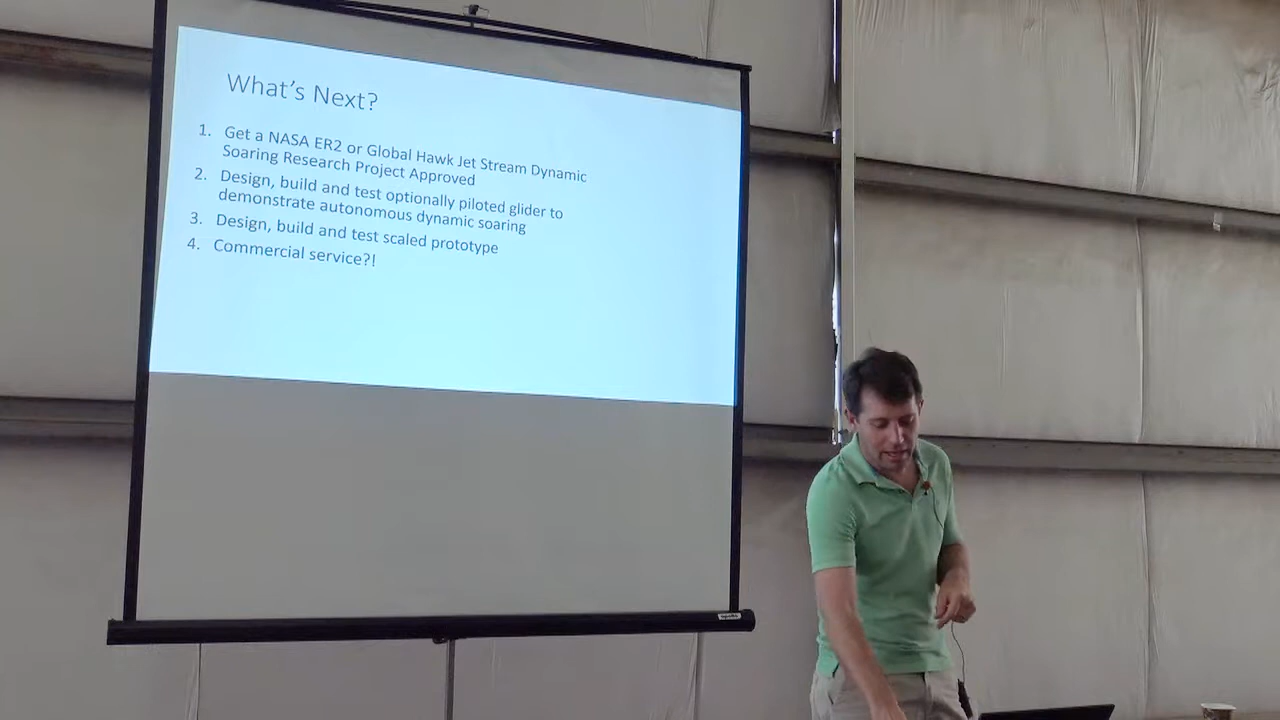 What's Next?
1. Get a NASA ER2 or Global Hawk Jet Stream Dynamic
Soaring Research Project Approved
2. Design, build and test optionally piloted glider to
demonstrate autonomous dynamic soaring
3. Design, build and test scaled prototype
4. Commercial service?!